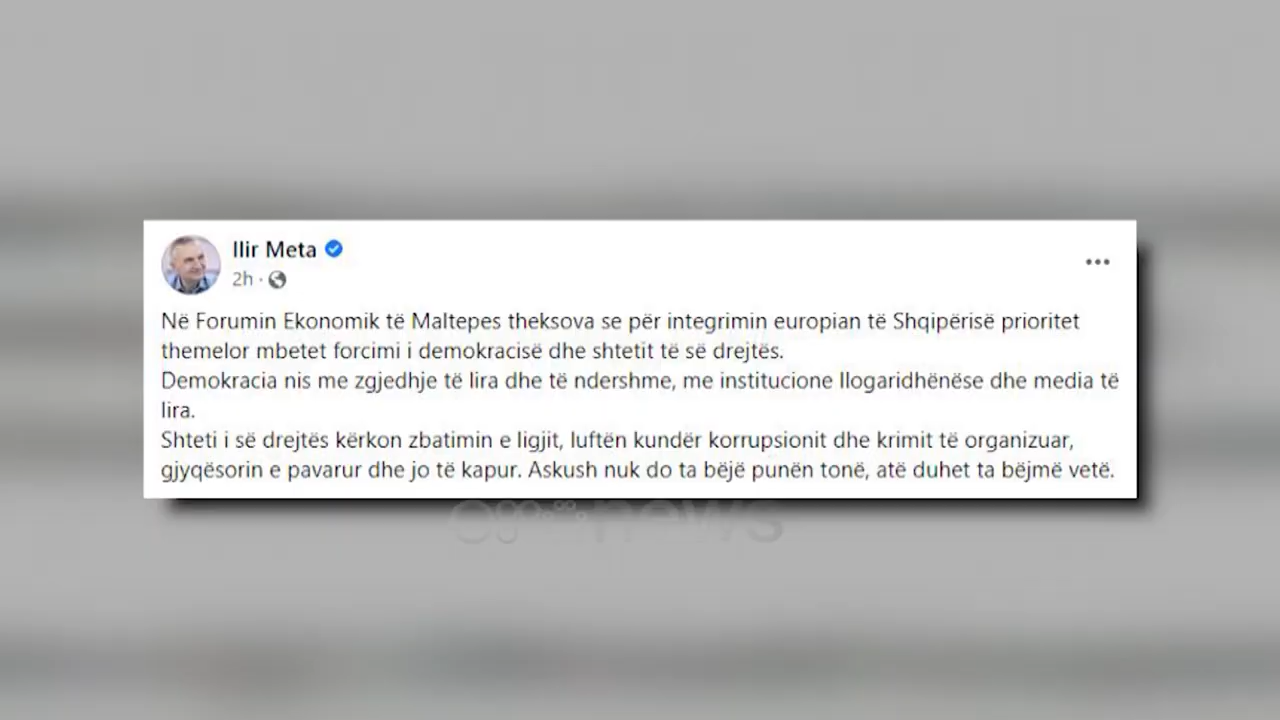 Ilir Meta
2h ·
Në Forumin Ekonomik të Maltepes theksova se për integrimin europian të Shqipërisë prioritet
themelor mbetet forcimi i demokracisë dhe shtetit të së drejtës.
Demokracia nis me zgjedhje të lira dhe të ndershme, me institucione llogaridhënëse dhe media të
lira.
Shteti i së drejtës kërkon zbatimin e ligjit, luftën kundër korrupsionit dhe krimit të organizuar,
gjyqësorin e pavarur dhe jo të kapur. Askush nuk do ta bëjë punën tonë, atë duhet ta bëjmë vetë.
news